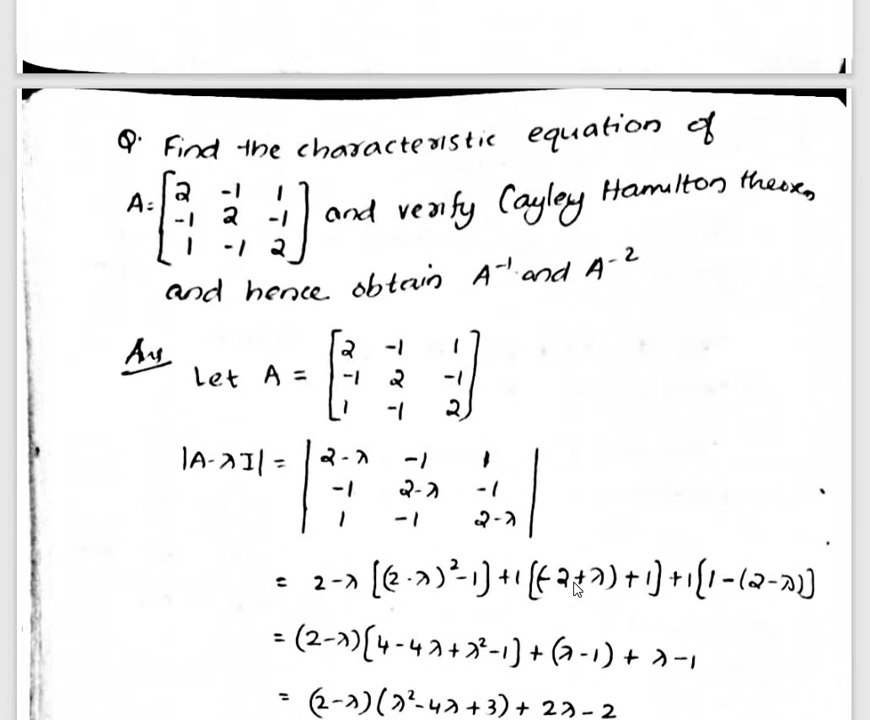 Q. Find the characteristic equation of
A = [2 -1 1; -1 2 -1; 1 -1 2] and verify Cayley Hamilton theorem
and hence obtain A⁻¹ and A⁻²
Ans
Let A = [2 -1 1; -1 2 -1; 1 -1 2]
|A-λI| = |2-λ -1 1; -1 2-λ -1; 1 -1 2-λ|
= 2-λ [(2-λ)²-1] +1 [(-2+λ)+1] +1[1-(2-λ)]
= (2-λ)[4-4λ+λ²-1] + (λ-1) + λ-1
= (2-λ)(λ²-4λ+3) + 2λ-2